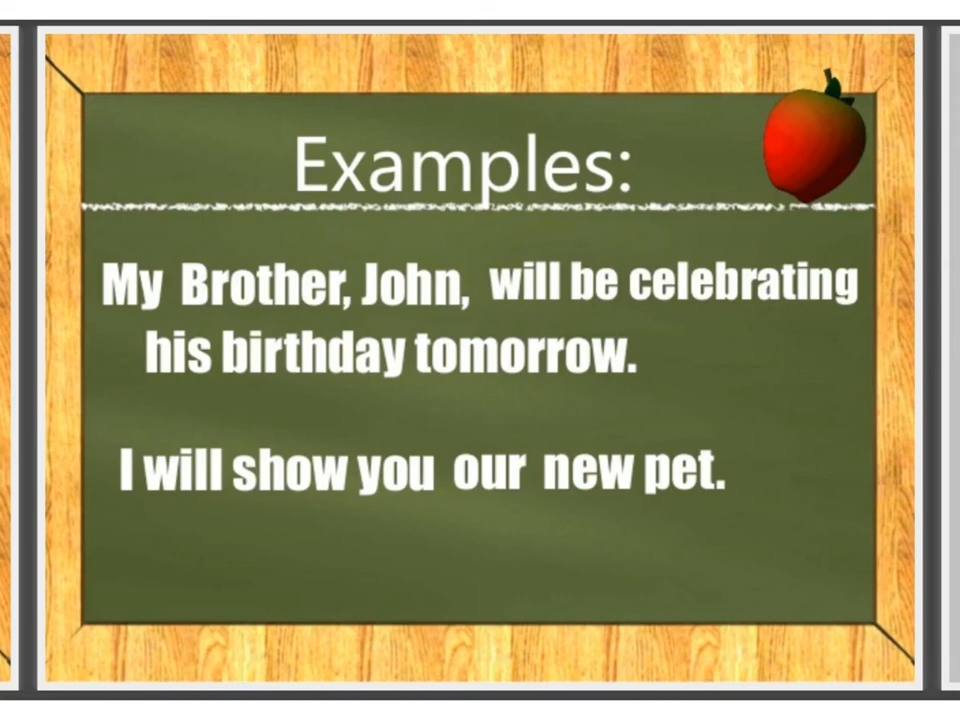 Examples:
My Brother, John, will be celebrating
his birthday tomorrow.
I will show you our new pet.